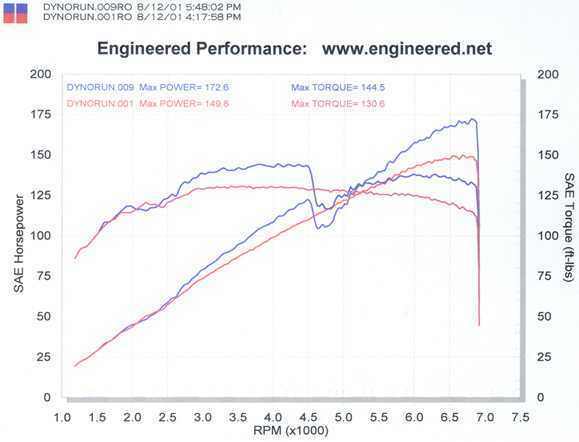 DYNORUN.009RO 8/12/01 5:48:02 PM
DYNORUN.001RO 8/12/01 4:17:58 PM
Engineered Performance: www.engineered.net
200 200
DYNORUN.009 Max POWER= 172.6 Max TORQUE= 144.5
DYNORUN.001 Max POWER= 149.8 Max TORQUE= 130.6
175 175
150 150
125 125
100 100
75 75
50 50
25 25
0 0
SAE Horsepower
SAE Torque (ft-lbs)
1.0 1.5 2.0 2.5 3.0 3.5 4.0 4.5 5.0 5.5 6.0 6.5 7.0 7.5
RPM (x1000)